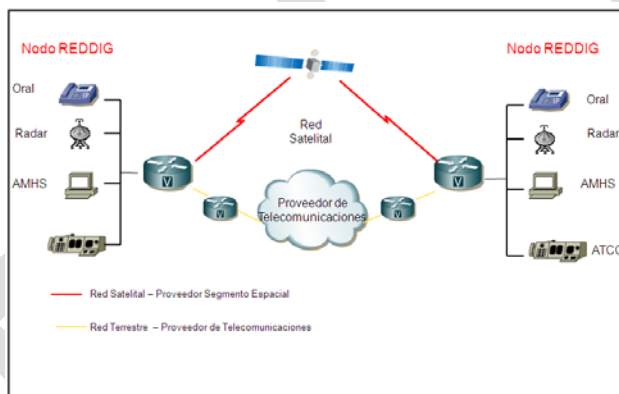 Nodo REDDIG
Nodo REDDIG
Oral
Radar
AMHS
Red
Satelital
Proveedor de
Telecomunicaciones
Oral
Radar
AMHS
ATCC
V
V
V
V
Red Satelital – Proveedor Segmento Espacial
Red Terrestre – Proveedor de Telecomunicaciones